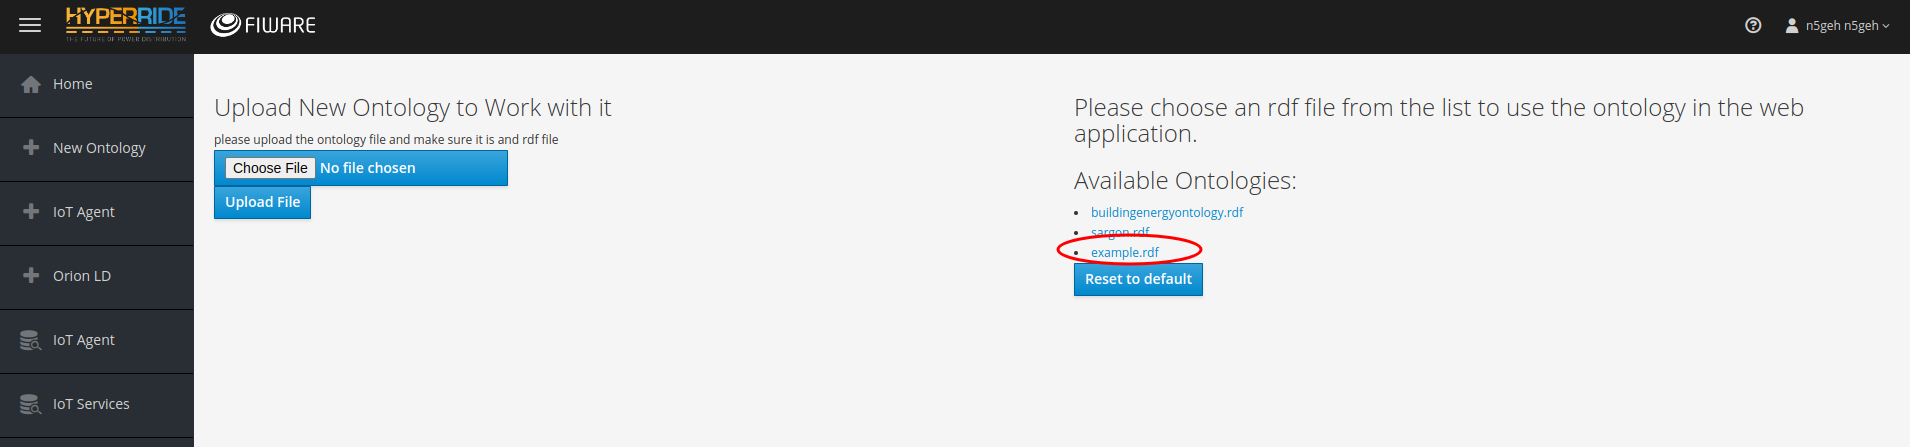 HYPERRIDE
THE FUTURE OF POWER DISTRIBUTION
FIWARE
n5geh n5geh
Home
New Ontology
IoT Agent
Orion LD
IoT Agent
IoT Services
Upload New Ontology to Work with it
please upload the ontology file and make sure it is and rdf file
Choose File No file chosen
Upload File
Please choose an rdf file from the list to use the ontology in the web
application.
Available Ontologies:
buildingenergyontology.rdf
sargon.rdf
example.rdf
Reset to default